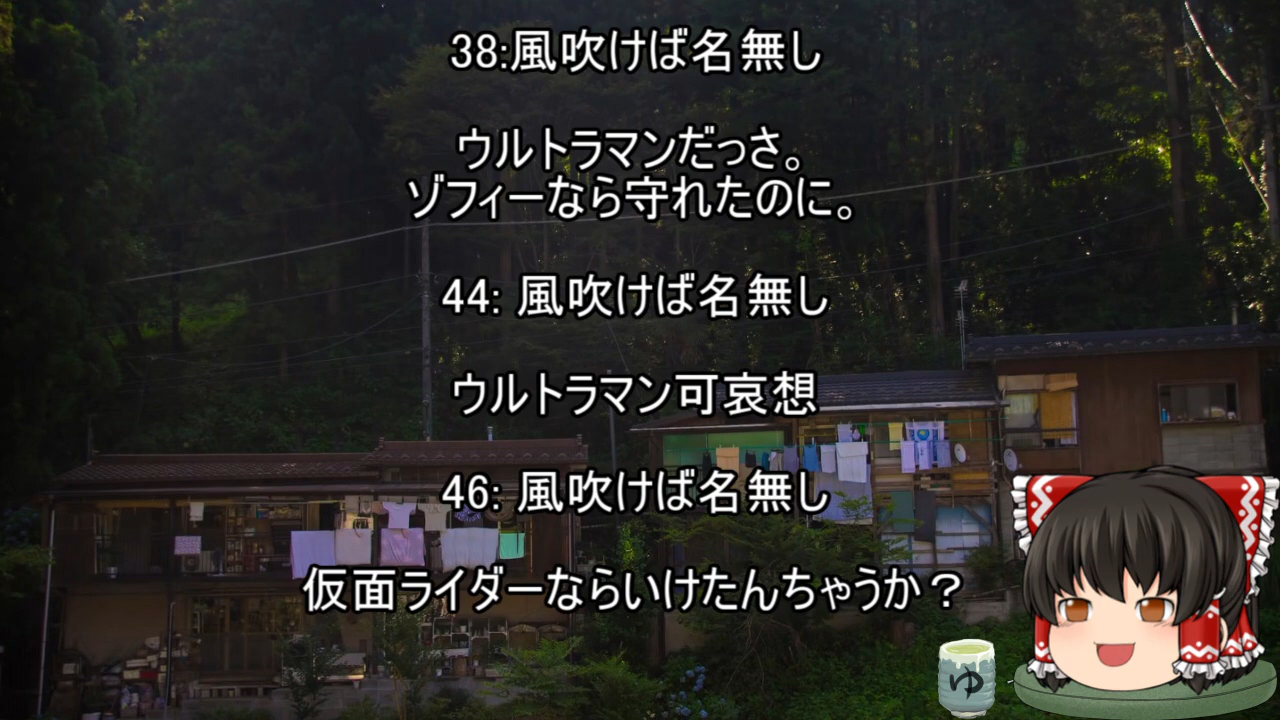 38:風吹けば名無し
ウルトラマンだっさ。
ゾフィーなら守れたのに。
44: 風吹けば名無し
ウルトラマン可哀想
46: 風吹けば名無し
仮面ライダーならいけたんちゃうか？
ゆ